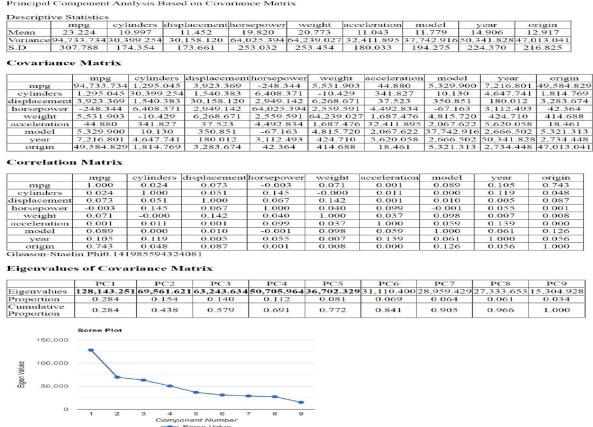 Principal Component Analysis Based on Covariance Matrix
Descriptive Statistics
mpg cylinders displacement horsepower weight acceleration model year origin
Mean 23.224 10.997 11.452 19.820 20.773 11.043 11.779 14.906 12.917
Variance 94,733.734 30,399.254 30,158.120 64,025.394 64,239.027 32,411.895 37,742.916 50,341.828 47,013.041
S.D 307.788 174.354 173.661 253.032 253.454 180.033 194.275 224.370 216.825
Covariance Matrix
mpg cylinders displacement horsepower weight acceleration model year origin
mpg 94,733.734 1,295.045 3,923.369 -248.344 5,531.903 44.880 5,329.900 7,216.801 49,584.829
cylinders 1,295.045 30,399.254 1,540.383 6,408.371 -10.429 341.827 10.130 4,647.741 1,814.769
displacement 3,923.369 1,540.383 30,158.120 2,949.142 6,268.671 37.523 350.851 180.012 3,283.674
horsepower -248.344 6,408.371 2,949.142 64,025.394 2,559.591 4,492.834 -67.163 3,112.493 42.364
weight 5,531.903 -10.429 6,268.671 2,559.591 64,239.027 1,687.476 4,815.720 424.710 414.688
acceleration 44.880 341.827 37.523 4,492.834 1,687.476 32,411.895 2,067.622 5,620.058 18.461
model 5,329.900 10.130 350.851 -67.163 4,815.720 2,067.622 37,742.916 2,666.502 5,321.313
year 7,216.801 4,647.741 180.012 3,112.493 424.710 5,620.058 2,666.502 50,341.828 2,734.448
origin 49,584.829 1,814.769 3,283.674 42.364 414.688 18.461 5,321.313 2,734.448 47,013.041
Correlation Matrix
mpg cylinders displacement horsepower weight acceleration model year origin
mpg 1.000 0.024 0.073 -0.003 0.071 0.001 0.089 0.105 0.743
cylinders 0.024 1.000 0.051 0.145 -0.000 0.011 0.000 0.119 0.048
displacement 0.073 0.051 1.000 0.067 0.142 0.001 0.010 0.005 0.087
horsepower -0.003 0.145 0.067 1.000 0.040 0.099 -0.001 0.055 0.001
weight 0.071 -0.000 0.142 0.040 1.000 0.037 0.098 0.007 0.008
acceleration 0.001 0.011 0.001 0.099 0.037 1.000 0.059 0.139 0.000
model 0.089 0.000 0.010 -0.001 0.098 0.059 1.000 0.061 0.126
year 0.105 0.119 0.005 0.055 0.007 0.139 0.061 1.000 0.056
origin 0.743 0.048 0.087 0.001 0.008 0.000 0.126 0.056 1.000
Gleason-Staelin Phi0.141985594324081
Eigenvalues of Covariance Matrix
PC1 PC2 PC3 PC4 PC5 PC6 PC7 PC8 PC9
Eigenvalues 128,143.251 69,561.621 63,243.634 50,705.964 36,702.329 31,110.400 28,959.429 27,333.653 15,304.928
Proportion 0.284 0.154 0.140 0.112 0.081 0.069 0.064 0.061 0.034
Cumulative
Proportion 0.284 0.438 0.579 0.691 0.772 0.841 0.905 0.966 1.000
Scree Plot
150,000
100,000
50,000
0
Eigen Values
1 2 3 4 5 6 7 8 9
Component Number
Eigen Value